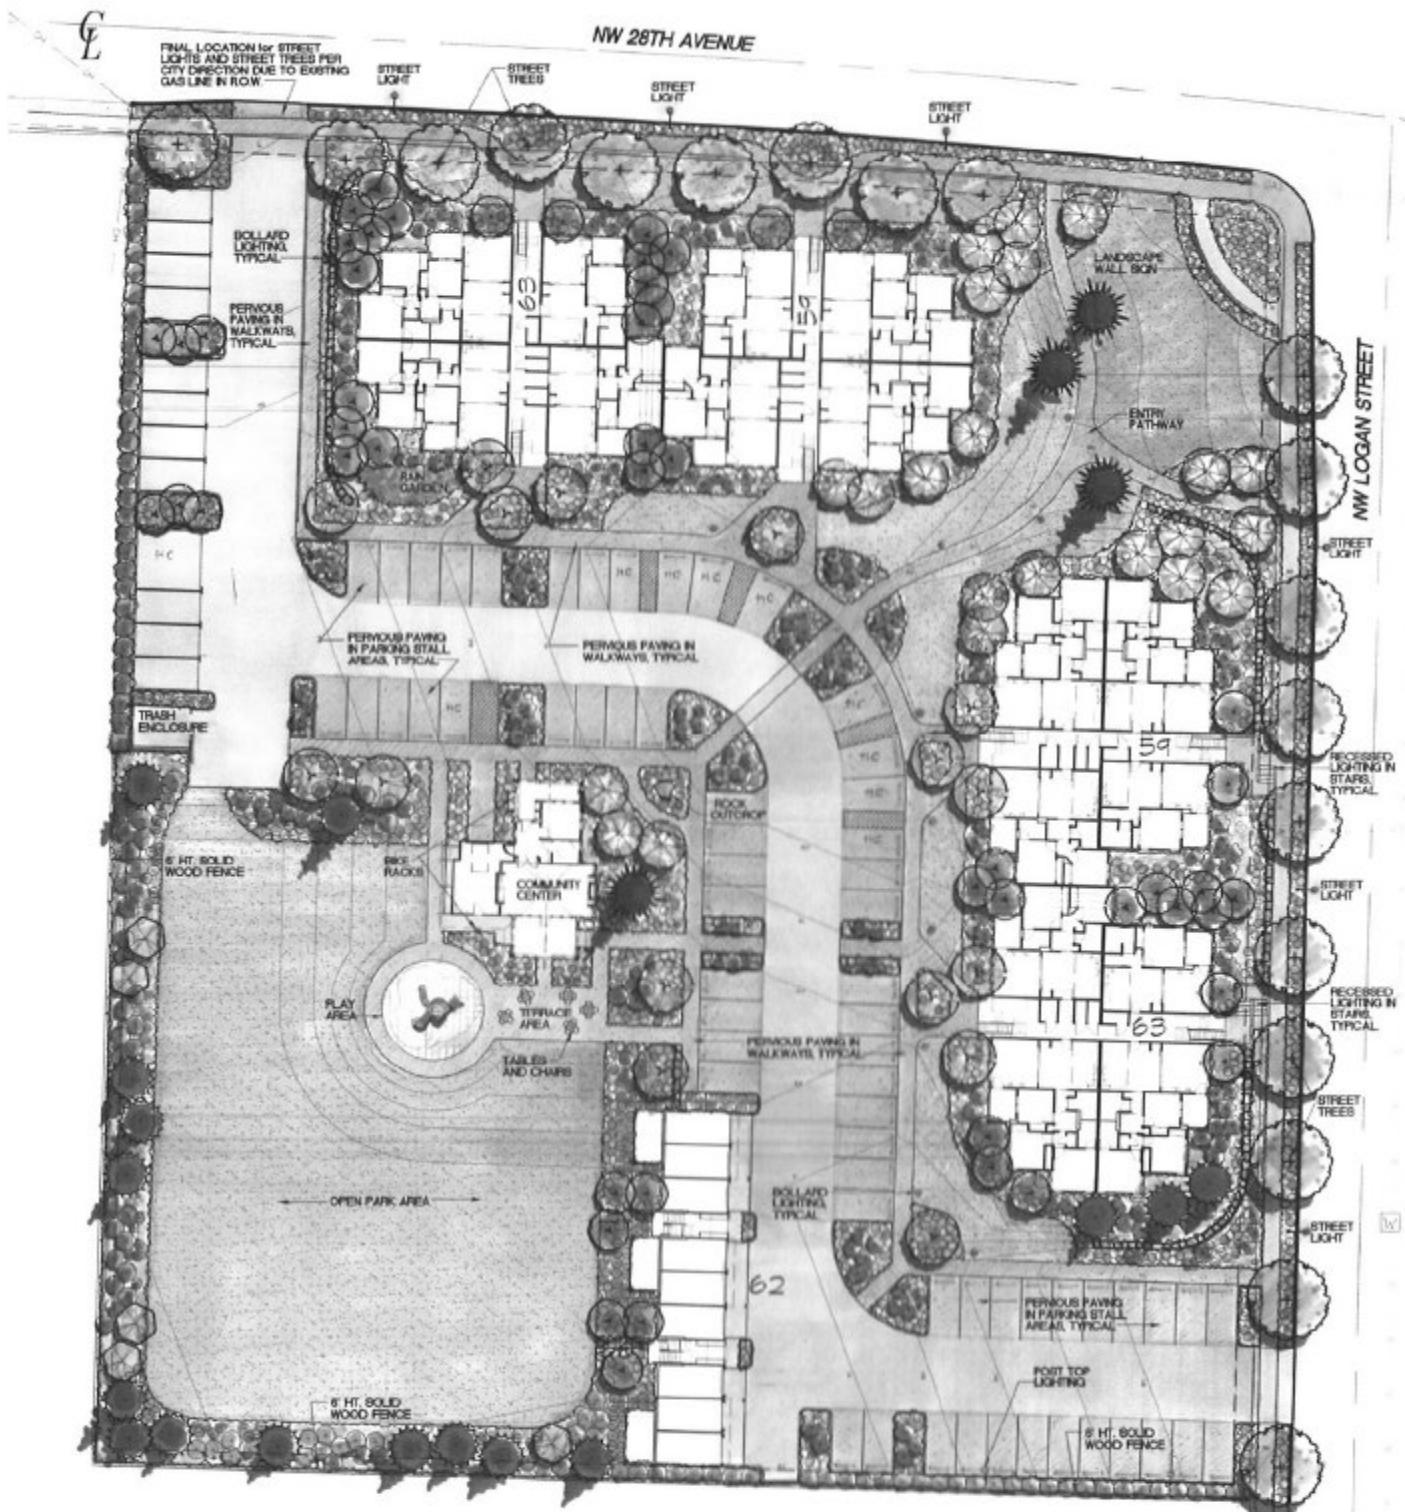 CL
NW 28TH AVENUE
FINAL LOCATION for STREET
LIGHTS AND STREET TREES PER
CITY DIRECTION DUE TO EXISTING
GAS LINE IN R.O.W.
STREET
LIGHT
STREET
TREES
STREET
LIGHT
STREET
LIGHT
BOLLARD
LIGHTING,
TYPICAL
PERVIOUS
PAVING IN
WALKWAYS,
TYPICAL
63
59
LANDSCAPE
WALL SIGN
ENTRY
PATHWAY
NW LOGAN STREET
RAIN
GARDEN
STREET
LIGHT
HC
HC
HC
HC
HC
PERVIOUS PAVING
IN PARKING STALL
AREAS, TYPICAL
PERVIOUS PAVING IN
WALKWAYS, TYPICAL
HC
HC
HC
HC
HC
TRASH
ENCLOSURE
59
RECESSED
LIGHTING IN
STAIRS,
TYPICAL
ROCK
OUTCROP
6' HT. SOLID
WOOD FENCE
BIKE
RACKS
COMMUNITY
CENTER
STREET
LIGHT
PLAY
AREA
TERRACE
AREA
TABLES
AND CHAIRS
PERVIOUS PAVING IN
WALKWAYS, TYPICAL
63
RECESSED
LIGHTING IN
STAIRS,
TYPICAL
STREET
TREES
OPEN PARK AREA
BOLLARD
LIGHTING,
TYPICAL
STREET
LIGHT
W
62
PERVIOUS PAVING
IN PARKING STALL
AREAS, TYPICAL
POST TOP
LIGHTING
6' HT. SOLID
WOOD FENCE
6' HT. SOLID
WOOD FENCE